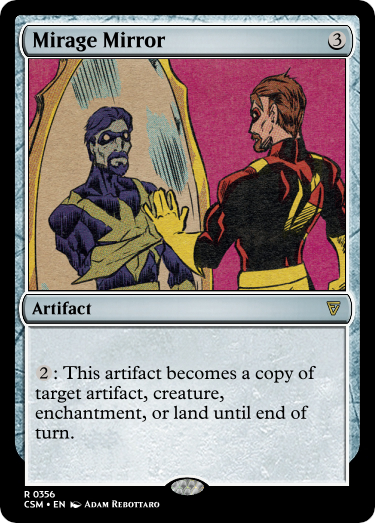 Mirage Mirror 3
Artifact
2 : This artifact becomes a copy of
target artifact, creature,
enchantment, or land until end of
turn.
R 0356
CSM • EN Adam Rebottaro